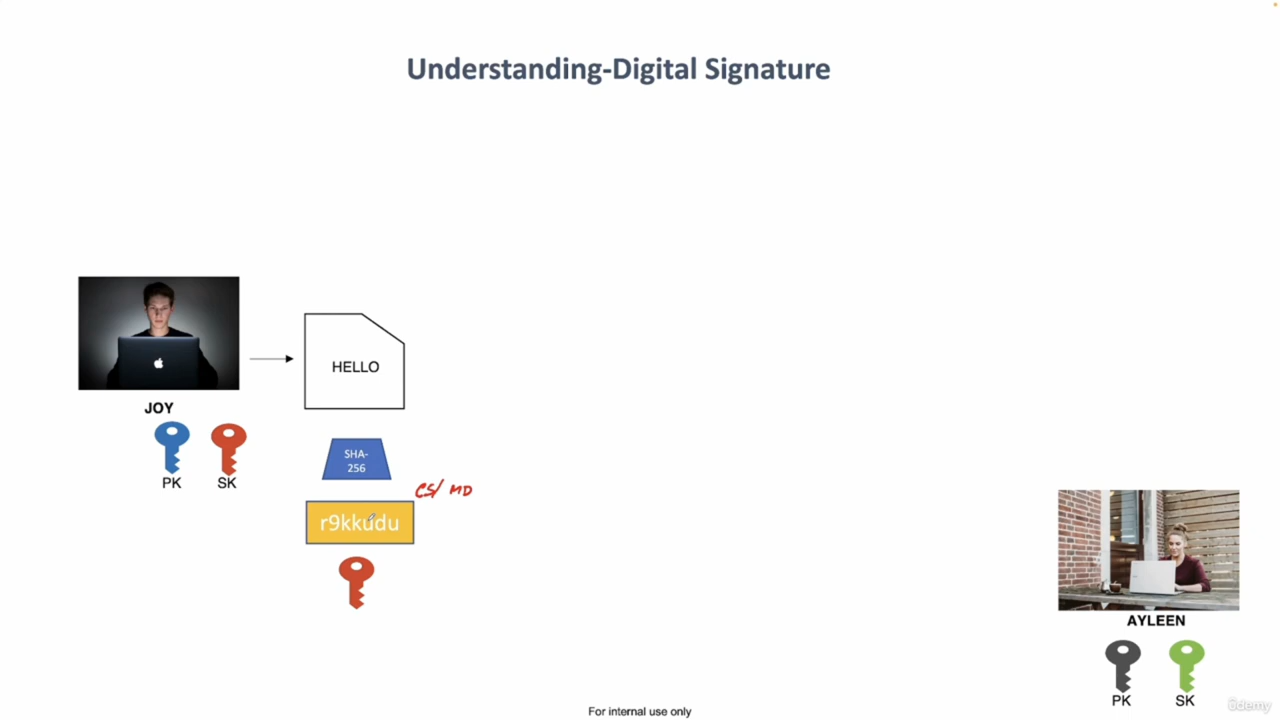 Understanding-Digital Signature
HELLO
JOY
PK
SK
SHA-
256
CS/ MD
r9kkudu
AYLEEN
PK
SK
For internal use only
ûdemy